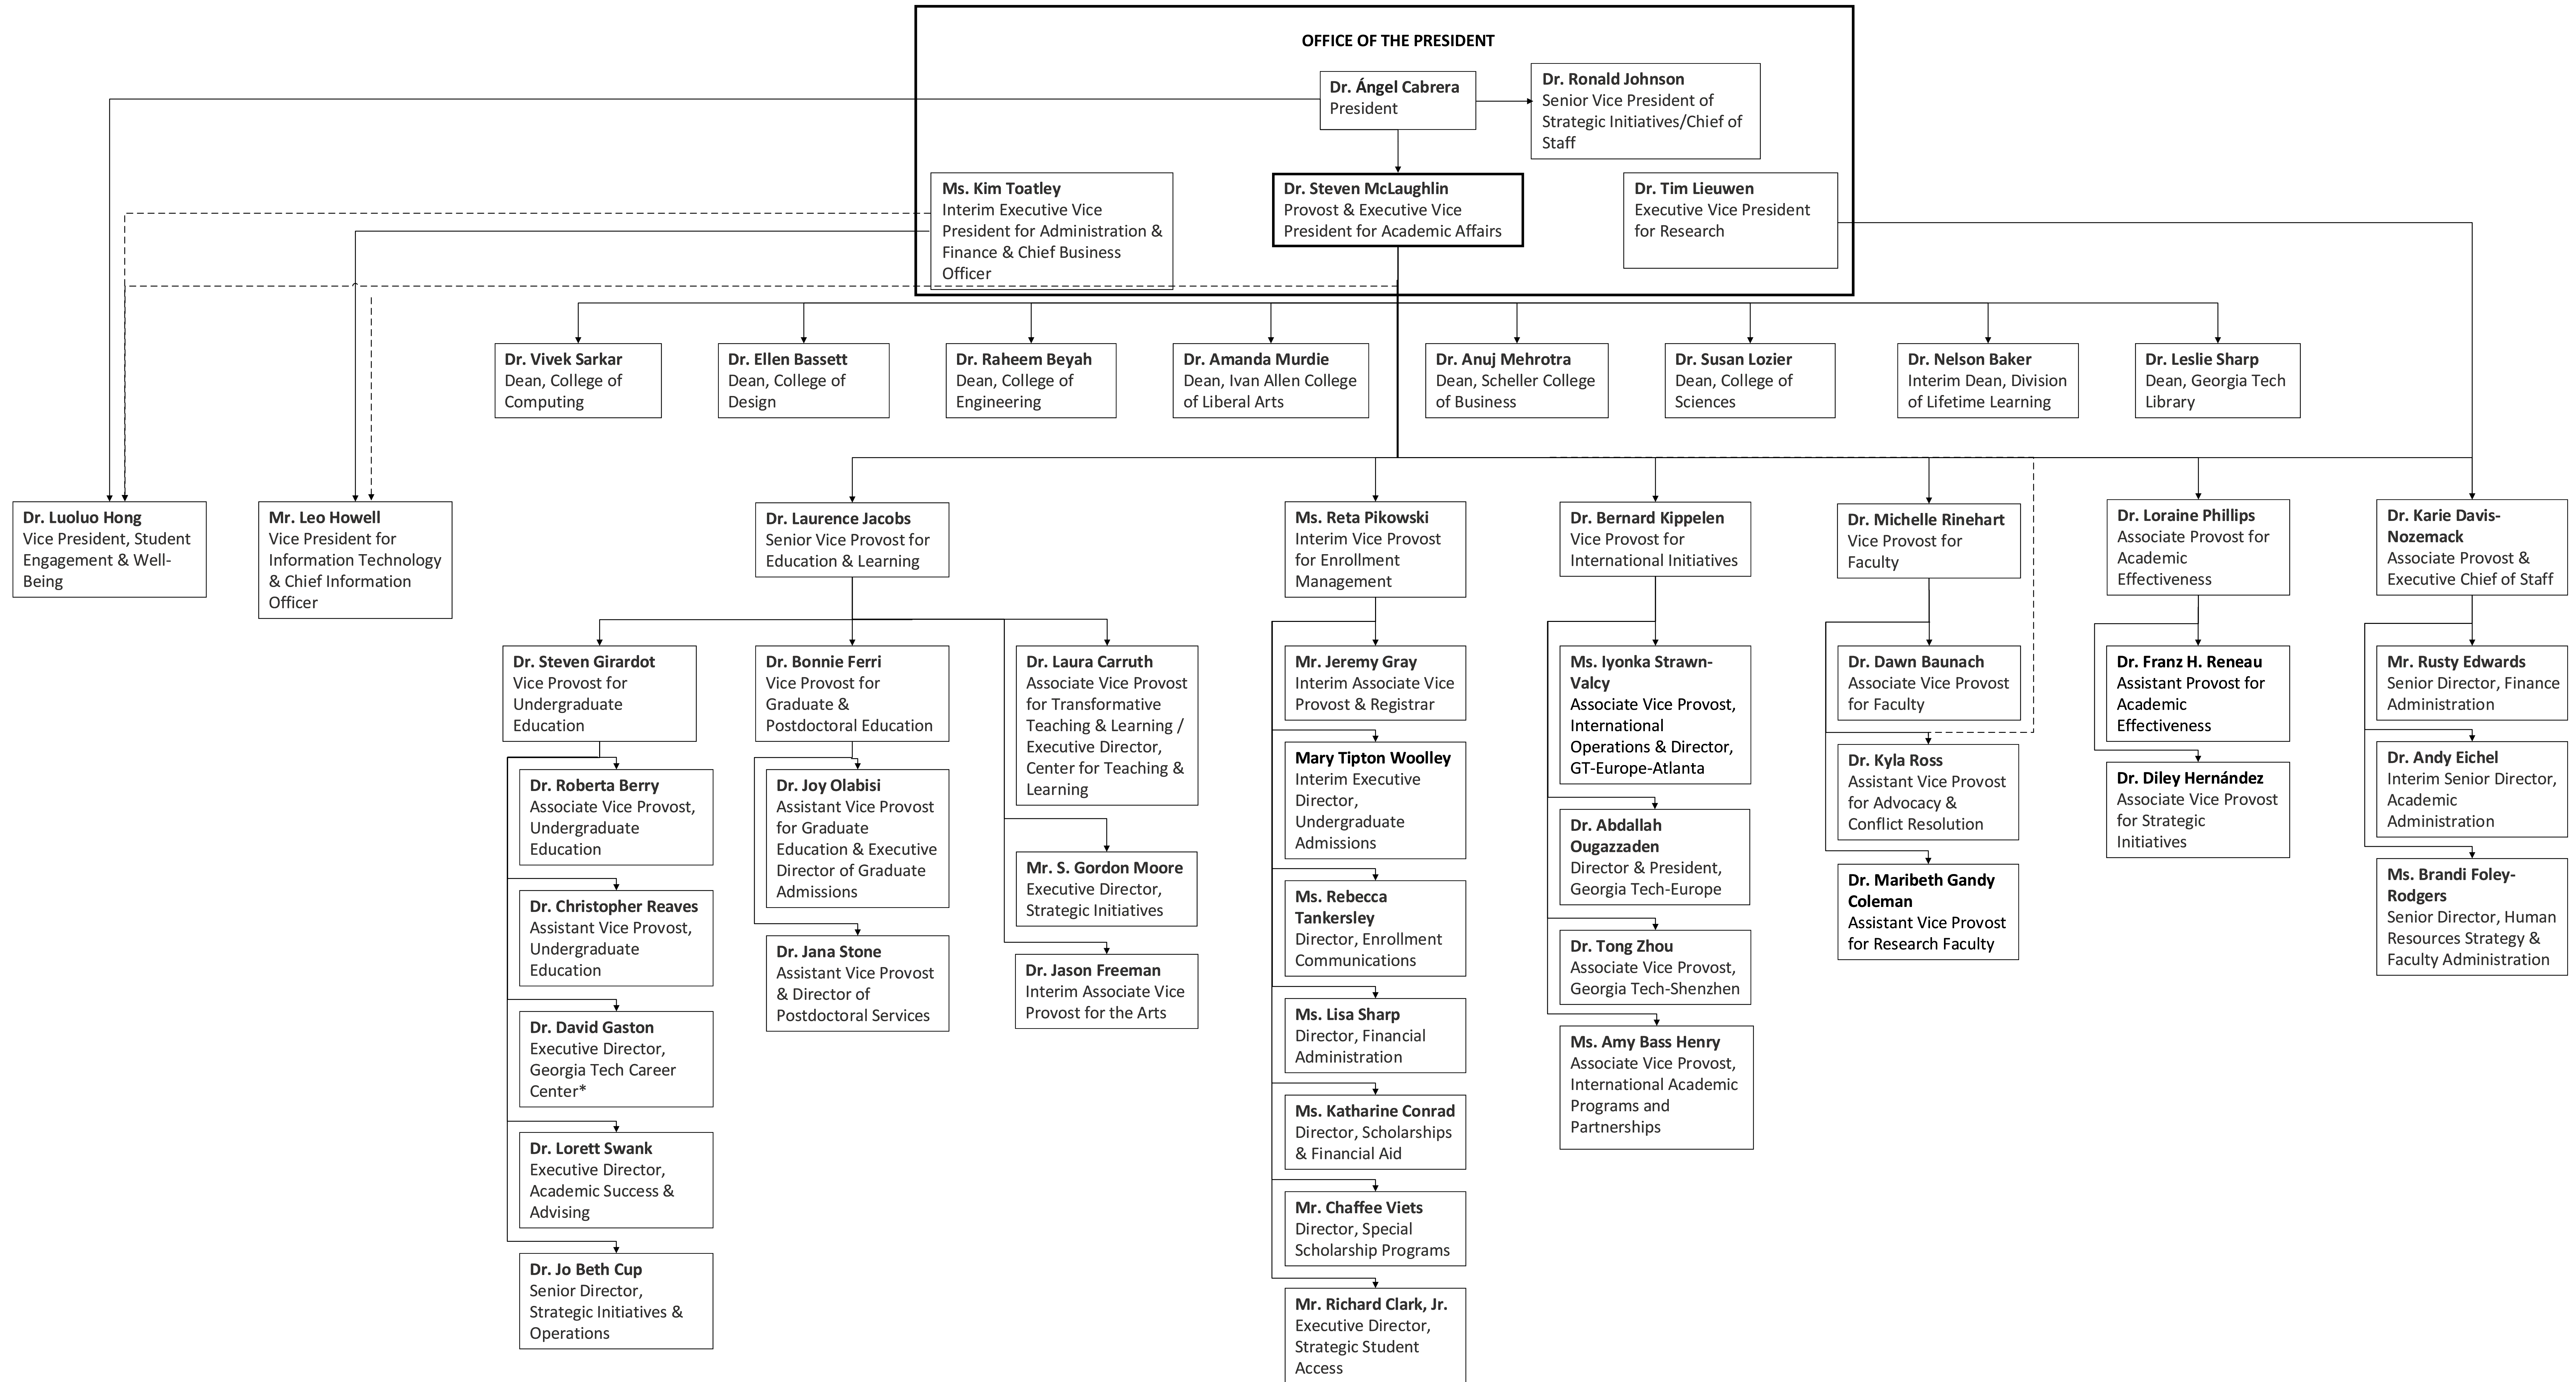 OFFICE OF THE PRESIDENT
Dr. Ángel Cabrera
President
Dr. Ronald Johnson
Senior Vice President of
Strategic Initiatives/Chief of
Staff
Ms. Kim Toatley
Interim Executive Vice
President for Administration &
Finance & Chief Business
Officer
Dr. Steven McLaughlin
Provost & Executive Vice
President for Academic Affairs
Dr. Tim Lieuwen
Executive Vice President
for Research
Dr. Vivek Sarkar
Dean, College of
Computing
Dr. Ellen Bassett
Dean, College of
Design
Dr. Raheem Beyah
Dean, College of
Engineering
Dr. Amanda Murdie
Dean, Ivan Allen College
of Liberal Arts
Dr. Anuj Mehrotra
Dean, Scheller College
of Business
Dr. Susan Lozier
Dean, College of
Sciences
Dr. Nelson Baker
Interim Dean, Division
of Lifetime Learning
Dr. Leslie Sharp
Dean, Georgia Tech
Library
Dr. Luoluo Hong
Vice President, Student
Engagement & Well-
Being
Mr. Leo Howell
Vice President for
Information Technology
& Chief Information
Officer
Dr. Laurence Jacobs
Senior Vice Provost for
Education & Learning
Ms. Reta Pikowski
Interim Vice Provost
for Enrollment
Management
Dr. Bernard Kippelen
Vice Provost for
International Initiatives
Dr. Michelle Rinehart
Vice Provost for
Faculty
Dr. Loraine Phillips
Associate Provost for
Academic
Effectiveness
Dr. Karie Davis-
Nozemack
Associate Provost &
Executive Chief of Staff
Dr. Steven Girardot
Vice Provost for
Undergraduate
Education
Dr. Roberta Berry
Associate Vice Provost,
Undergraduate
Education
Dr. Christopher Reaves
Assistant Vice Provost,
Undergraduate
Education
Dr. David Gaston
Executive Director,
Georgia Tech Career
Center*
Dr. Lorett Swank
Executive Director,
Academic Success &
Advising
Dr. Jo Beth Cup
Senior Director,
Strategic Initiatives &
Operations
Dr. Bonnie Ferri
Vice Provost for
Graduate &
Postdoctoral Education
Dr. Joy Olabisi
Assistant Vice Provost
for Graduate
Education & Executive
Director of Graduate
Admissions
Dr. Jana Stone
Assistant Vice Provost
& Director of
Postdoctoral Services
Dr. Laura Carruth
Associate Vice Provost
for Transformative
Teaching & Learning /
Executive Director,
Center for Teaching &
Learning
Mr. S. Gordon Moore
Executive Director,
Strategic Initiatives
Dr. Jason Freeman
Interim Associate Vice
Provost for the Arts
Mr. Jeremy Gray
Interim Associate Vice
Provost & Registrar
Mary Tipton Woolley
Interim Executive
Director,
Undergraduate
Admissions
Ms. Rebecca
Tankersley
Director, Enrollment
Communications
Ms. Lisa Sharp
Director, Financial
Administration
Ms. Katharine Conrad
Director, Scholarships
& Financial Aid
Mr. Chaffee Viets
Director, Special
Scholarship Programs
Mr. Richard Clark, Jr.
Executive Director,
Strategic Student
Access
Ms. Iyonka Strawn-
Valcy
Associate Vice Provost,
International
Operations & Director,
GT-Europe-Atlanta
Dr. Abdallah
Ougazzaden
Director & President,
Georgia Tech-Europe
Dr. Tong Zhou
Associate Vice Provost,
Georgia Tech-Shenzhen
Ms. Amy Bass Henry
Associate Vice Provost,
International Academic
Programs and
Partnerships
Dr. Dawn Baunach
Associate Vice Provost
for Faculty
Dr. Kyla Ross
Assistant Vice Provost
for Advocacy &
Conflict Resolution
Dr. Maribeth Gandy
Coleman
Assistant Vice Provost
for Research Faculty
Dr. Franz H. Reneau
Assistant Provost for
Academic
Effectiveness
Dr. Diley Hernández
Associate Vice Provost
for Strategic
Initiatives
Mr. Rusty Edwards
Senior Director, Finance
Administration
Dr. Andy Eichel
Interim Senior Director,
Academic
Administration
Ms. Brandi Foley-
Rodgers
Senior Director, Human
Resources Strategy &
Faculty Administration